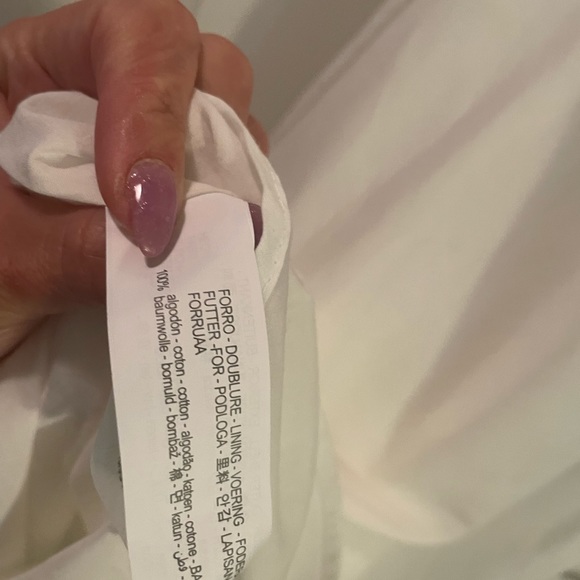 FORRO - DOUBLURE - LINING - VOERING - FODE
FUTTER -FOR - PODLOGA - 里料 - 안감 - LAPISAN
FORRUAA
100% algodón - coton - cotton - algodão - katoen - cotone - BA
baumwolle - bomuld - bombaž - 棉 - 면 - katun - قطن